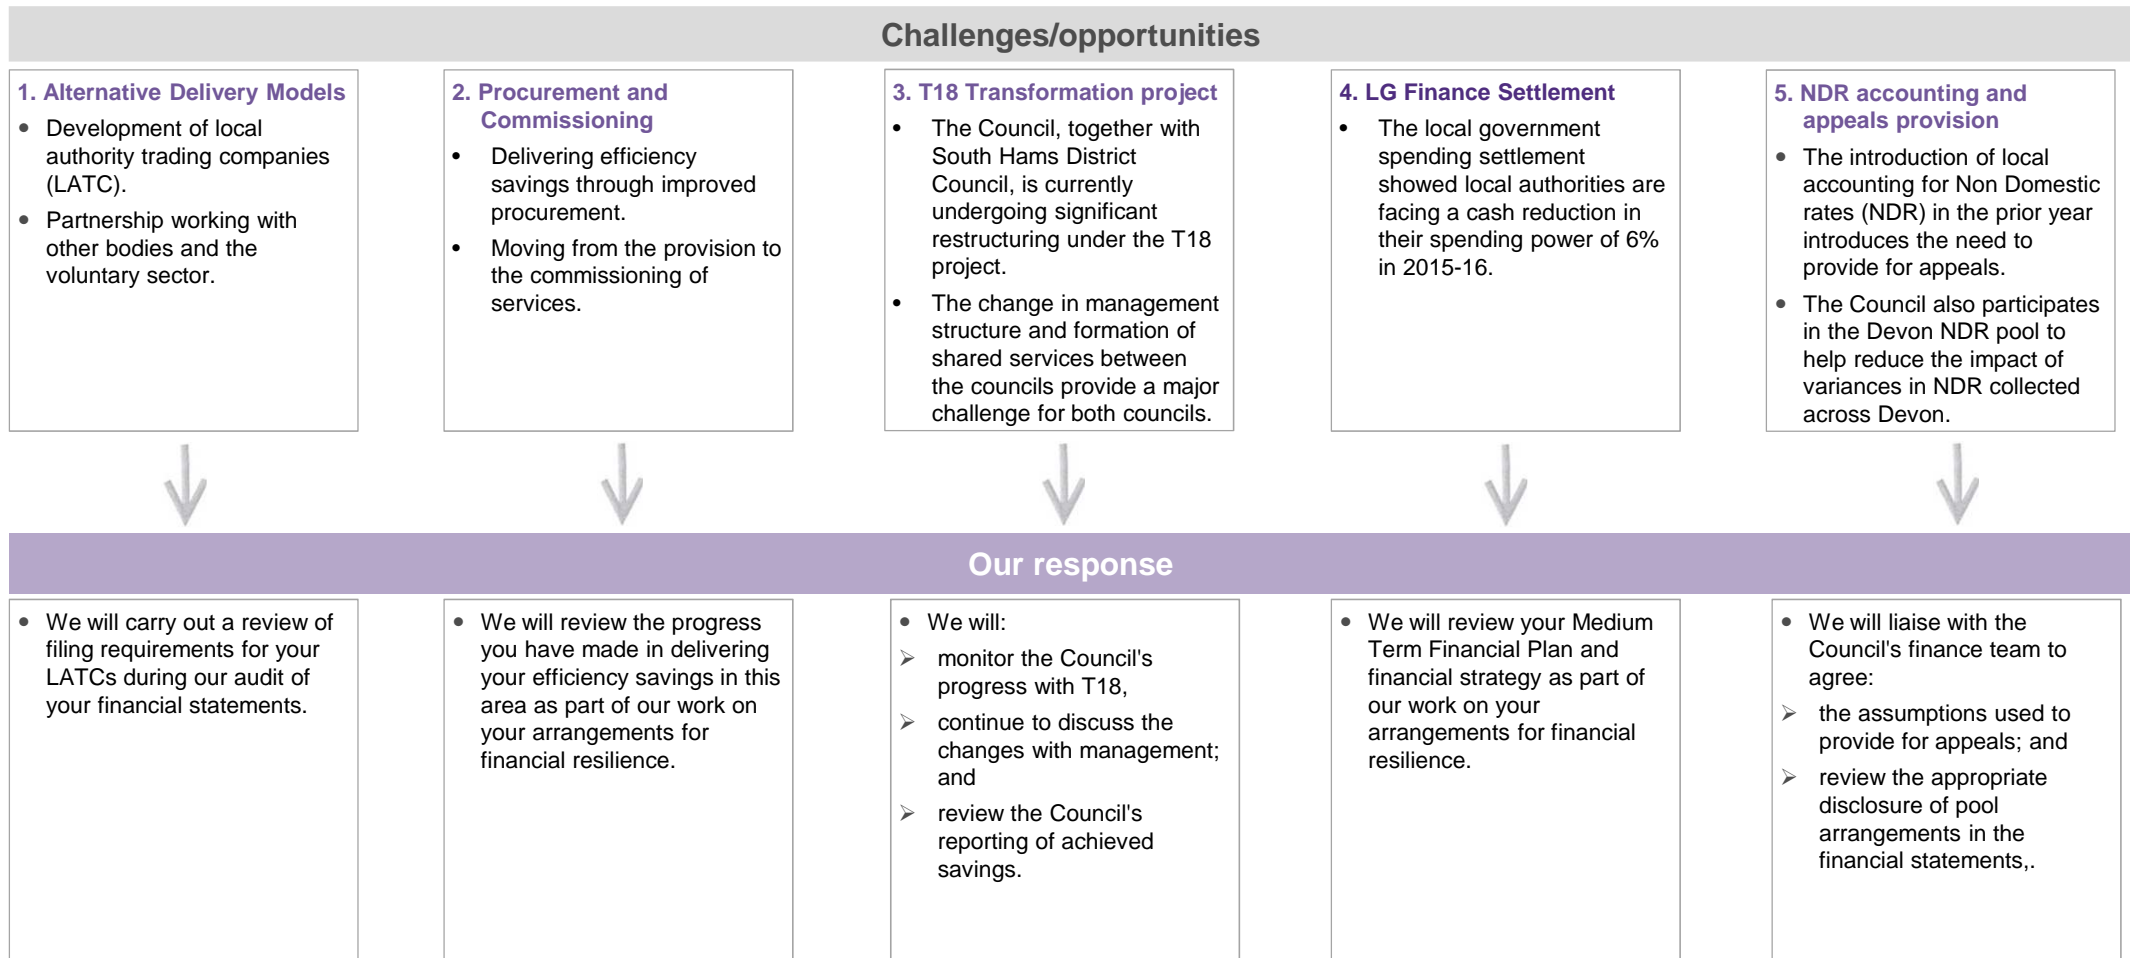 Challenges/opportunities
1. Alternative Delivery Models
• Development of local
authority trading companies
(LATC).
• Partnership working with
other bodies and the
voluntary sector.
2. Procurement and
Commissioning
• Delivering efficiency
savings through improved
procurement.
• Moving from the provision to
the commissioning of
services.
3. T18 Transformation project
• The Council, together with
South Hams District
Council, is currently
undergoing significant
restructuring under the T18
project.
• The change in management
structure and formation of
shared services between
the councils provide a major
challenge for both councils.
4. LG Finance Settlement
• The local government
spending settlement
showed local authorities are
facing a cash reduction in
their spending power of 6%
in 2015-16.
5. NDR accounting and
appeals provision
• The introduction of local
accounting for Non Domestic
rates (NDR) in the prior year
introduces the need to
provide for appeals.
• The Council also participates
in the Devon NDR pool to
help reduce the impact of
variances in NDR collected
across Devon.
Our response
• We will carry out a review of
filing requirements for your
LATCs during our audit of
your financial statements.
• We will review the progress
you have made in delivering
your efficiency savings in this
area as part of our work on
your arrangements for
financial resilience.
• We will:
➢ monitor the Council's
progress with T18,
➢ continue to discuss the
changes with management;
and
➢ review the Council's
reporting of achieved
savings.
• We will review your Medium
Term Financial Plan and
financial strategy as part of
our work on your
arrangements for financial
resilience.
• We will liaise with the
Council's finance team to
agree:
➢ the assumptions used to
provide for appeals; and
➢ review the appropriate
disclosure of pool
arrangements in the
financial statements,.